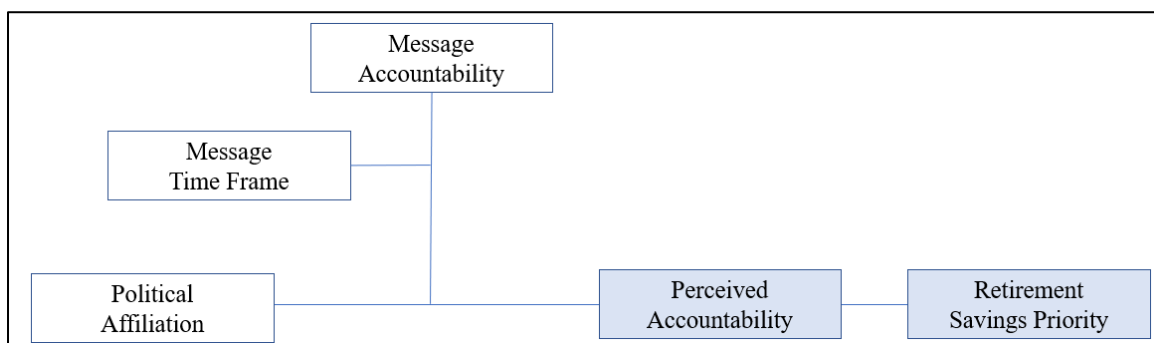 Message
Accountability
Message
Time Frame
Political
Affiliation
Perceived
Accountability
Retirement
Savings Priority